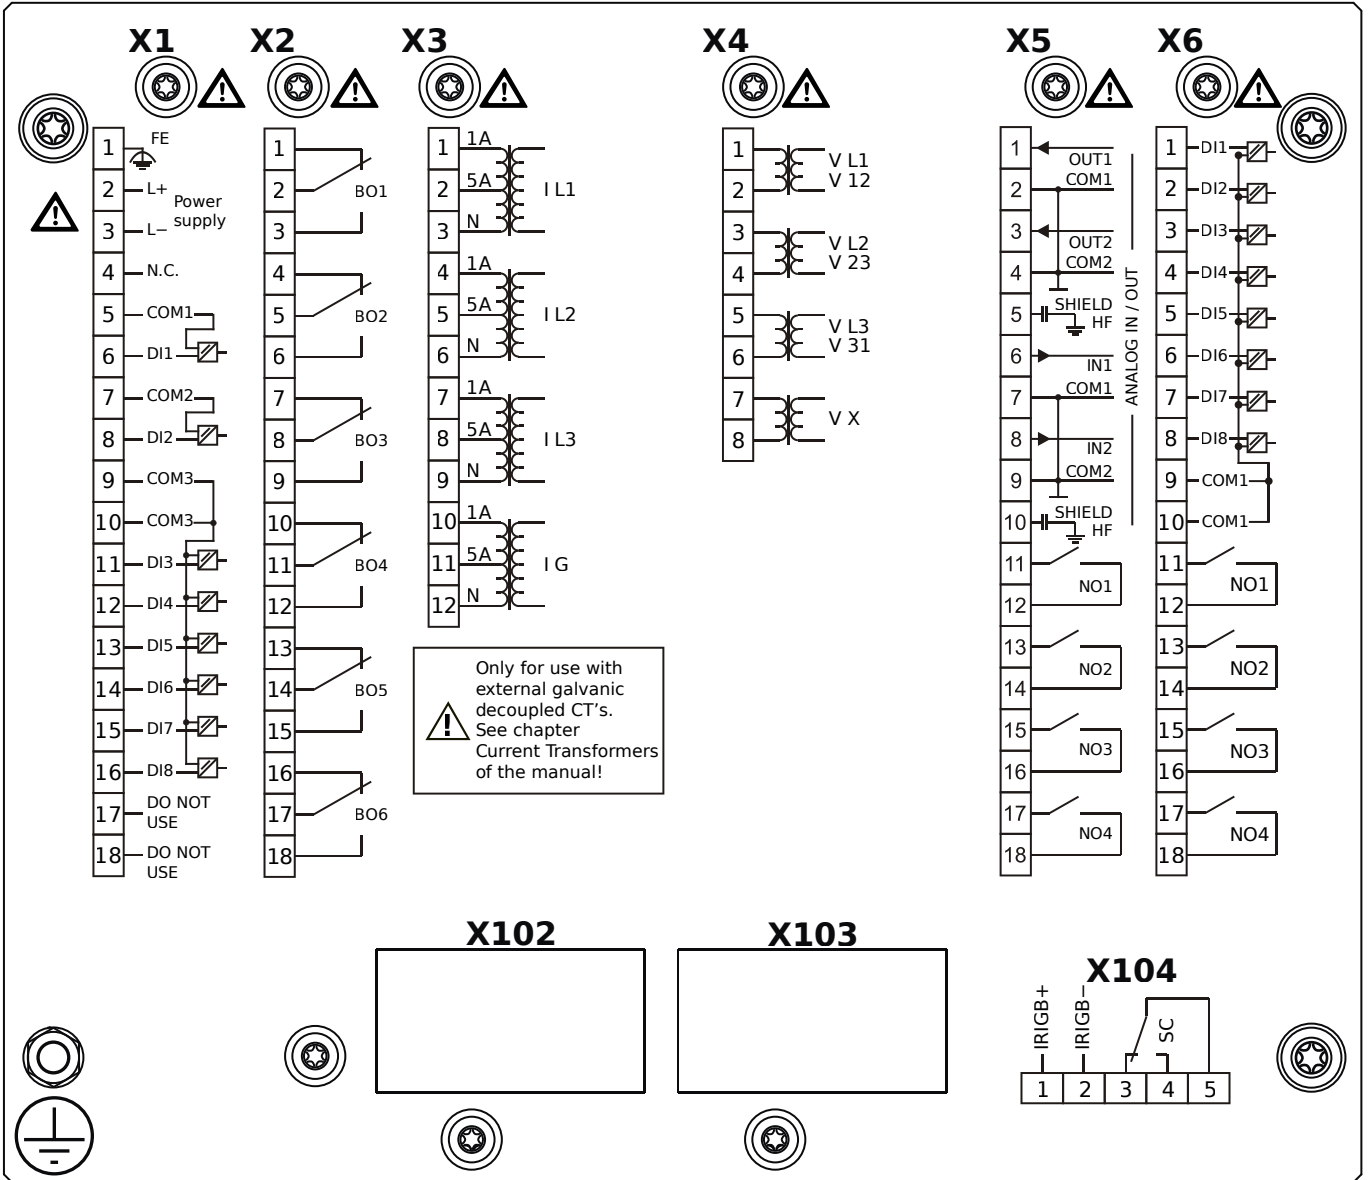 X1
X2
X3
X4
X5
X6
1 FE
2 L+
Power
supply
3 L−
4 N.C.
5 COM1
6 DI1
7 COM2
8 DI2
9 COM3
10 COM3
11 DI3
12 DI4
13 DI5
14 DI6
15 DI7
16 DI8
17 DO NOT
USE
18 DO NOT
USE
1
2 BO1
3
4
5 BO2
6
7
8 BO3
9
10
11 BO4
12
13
14 BO5
15
16
17 BO6
18
1 1A
2 5A I L1
3 N
4 1A
5 5A I L2
6 N
7 1A
8 5A I L3
9 N
10 1A
11 5A I G
12 N
Only for use with
external galvanic
decoupled CT's.
See chapter
Current Transformers
of the manual!
1 V L1
2 V 12
3 V L2
4 V 23
5 V L3
6 V 31
7
V X
8
1
OUT1
2 COM1
3
OUT2
4 COM2
5 SHIELD
HF
6
IN1
7 COM1
8
IN2
9 COM2
10 SHIELD
HF
ANALOG IN / OUT
11
NO1
12
13
NO2
14
15
NO3
16
17
NO4
18
1 DI1
2 DI2
3 DI3
4 DI4
5 DI5
6 DI6
7 DI7
8 DI8
9 COM1
10 COM1
11
NO1
12
13
NO2
14
15
NO3
16
17
NO4
18
X102
X103
X104
IRIGB+
IRIGB−
SC
1 2 3 4 5